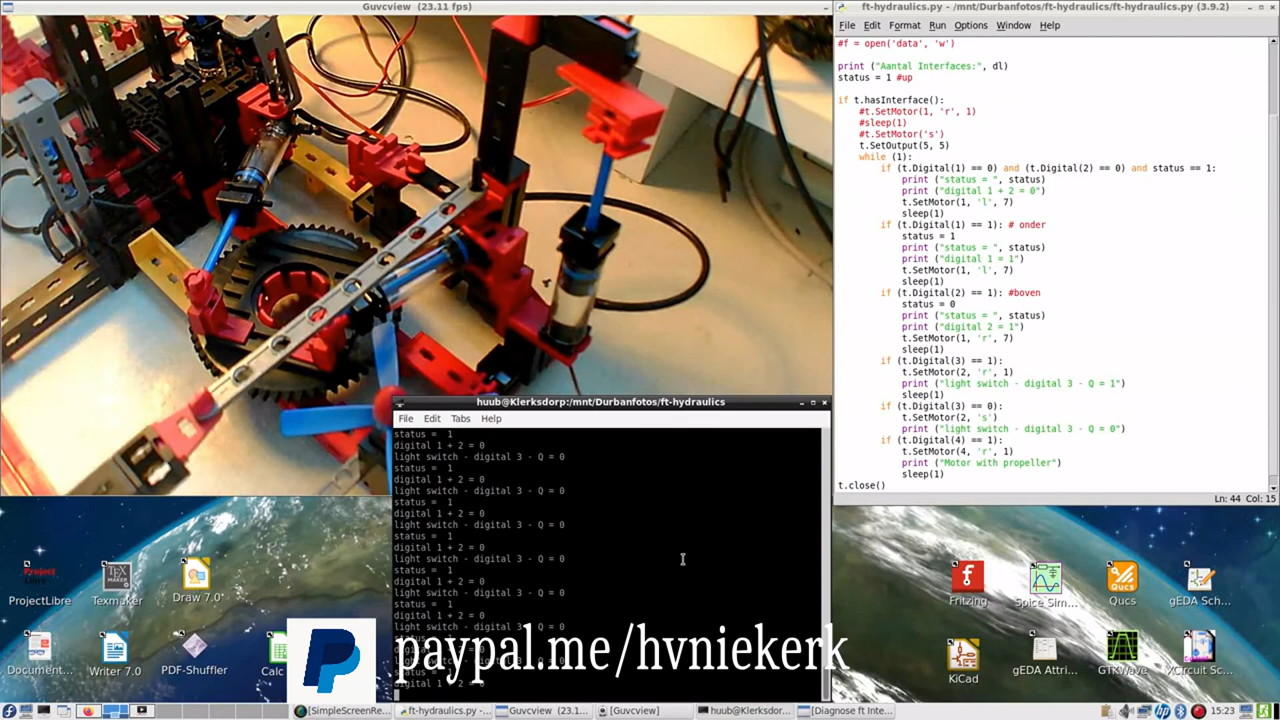 Guvcview (23.11 fps)
ft-hydraulics.py - /mnt/Durbanfotos/ft-hydraulics/ft-hydraulics.py (3.9.2)
File Edit Format Run Options Window Help
#f = open('data', 'w')
print ("Aantal Interfaces:", dl)
status = 1 #up
if t.hasInterface():
#t.SetMotor(1, 'r', 1)
#sleep(1)
#t.SetMotor('s')
t.SetOutput(5, 5)
while (1):
if (t.Digital(1) == 0) and (t.Digital(2) == 0) and status == 1:
print ("status = ", status)
print ("digital 1 + 2 = 0")
t.SetMotor(1, 'l', 7)
sleep(1)
if (t.Digital(1) == 1): # onder
status = 1
print ("status = ", status)
print ("digital 1 = 1")
t.SetMotor(1, 'l', 7)
sleep(1)
if (t.Digital(2) == 1): #boven
status = 0
print ("status = ", status)
print ("digital 2 = 1")
t.SetMotor(1, 'r', 7)
sleep(1)
if (t.Digital(3) == 1):
t.SetMotor(2, 'r', 1)
print ("light switch - digital 3 - Q = 1")
sleep(1)
if (t.Digital(3) == 0):
t.SetMotor(2, 's')
print ("light switch - digital 3 - Q = 0")
if (t.Digital(4) == 1):
t.SetMotor(4, 'r', 1)
print ("Motor with propeller")
sleep(1)
t.close()
Ln: 44 Col: 15
huub@Klerksdorp:/mnt/Durbanfotos/ft-hydraulics
File Edit Tabs Help
status = 1
digital 1 + 2 = 0
light switch - digital 3 - Q = 0
status = 1
digital 1 + 2 = 0
light switch - digital 3 - Q = 0
status = 1
digital 1 + 2 = 0
light switch - digital 3 - Q = 0
status = 1
digital 1 + 2 = 0
light switch - digital 3 - Q = 0
status = 1
digital 1 + 2 = 0
light switch - digital 3 - Q = 0
status = 1
digital 1 + 2 = 0
light switch - digital 3 - Q = 0
digital 1 + 2 = 0
paypal.me/hvniekerk
ProjectLibre
Texmaker
Draw 7.0
Document...
Writer 7.0
PDF-Shuffler
Calc
Fritzing
Spice Sim...
Qucs
gEDA Sch...
KiCad
gEDA Attri...
GTKWave
XCircuit Sc...
[SimpleScreenRe...
ft-hydraulics.py -...
Guvcview (23.1...
[Guvcview]
huub@Klerksdor...
[Diagnose ft Inte...
15:23